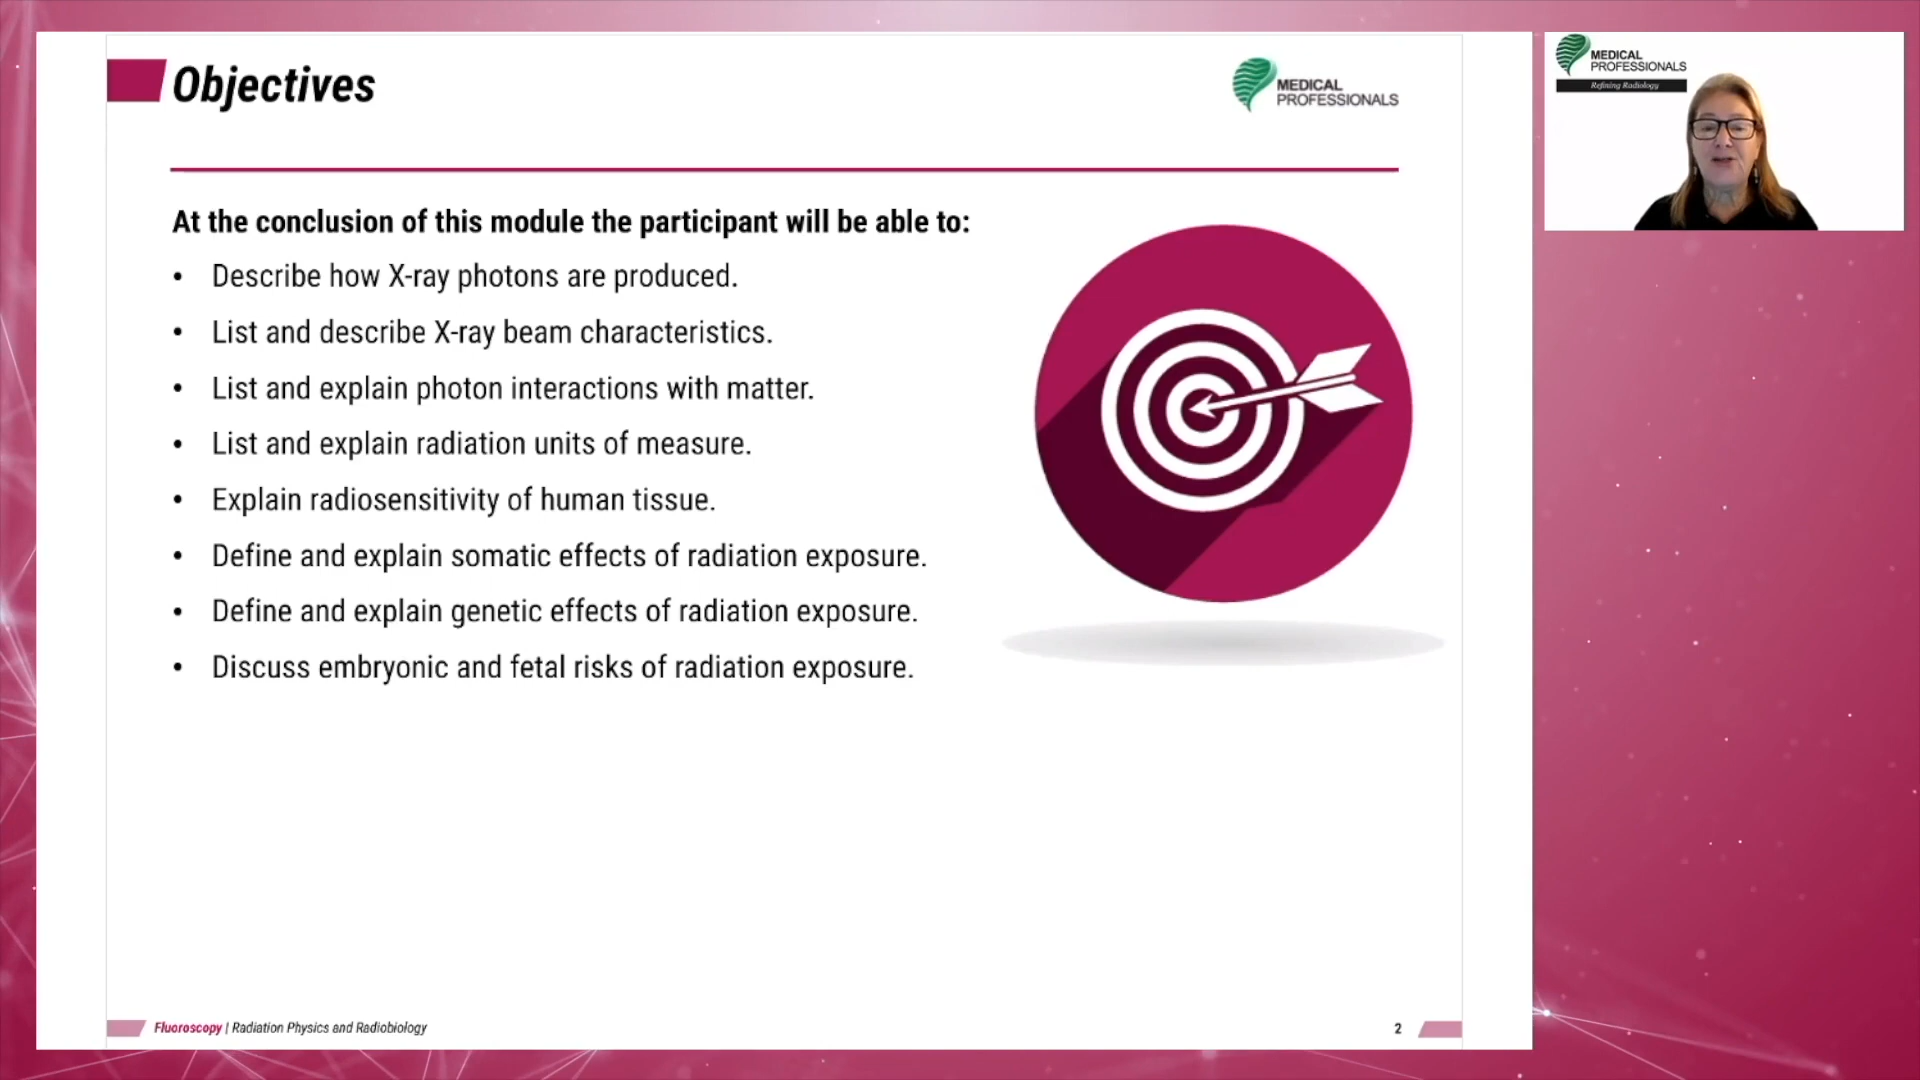 Objectives
MEDICAL
PROFESSIONALS
At the conclusion of this module the participant will be able to:
• Describe how X-ray photons are produced.
• List and describe X-ray beam characteristics.
• List and explain photon interactions with matter.
• List and explain radiation units of measure.
• Explain radiosensitivity of human tissue.
• Define and explain somatic effects of radiation exposure.
• Define and explain genetic effects of radiation exposure.
• Discuss embryonic and fetal risks of radiation exposure.
Fluoroscopy | Radiation Physics and Radiobiology
2
MEDICAL
PROFESSIONALS
Refining Radiology